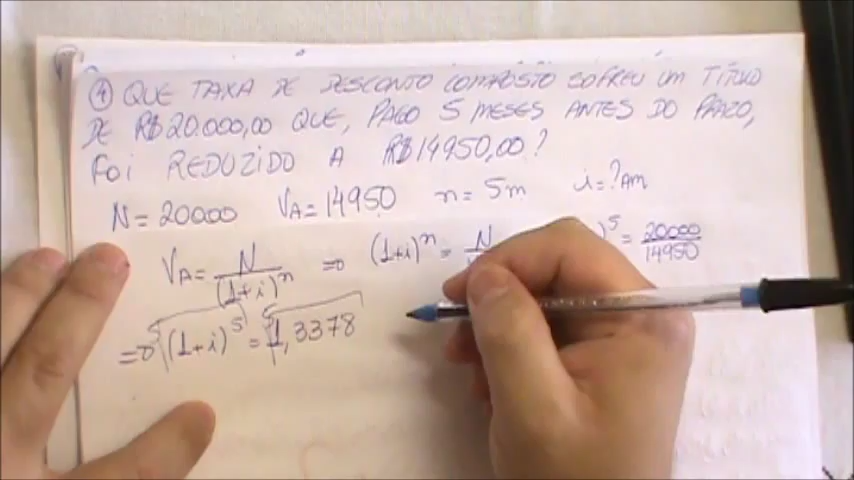 ④ QUE TAXA DE DESCONTO COMPOSTO SOFREU UM TÍTULO
DE R$20.000,00 QUE, PAGO 5 MESES ANTES DO PRAZO,
FOI REDUZIDO A R$14950,00?
N = 20000 VA = 14950 n = 5m i = ? AM
VA = N/(1+i)^n ⇒ (1+i)^n = N )^5 = 20000/14950
⇒ ⁵√(1+i)^5 = ⁵√1,3378